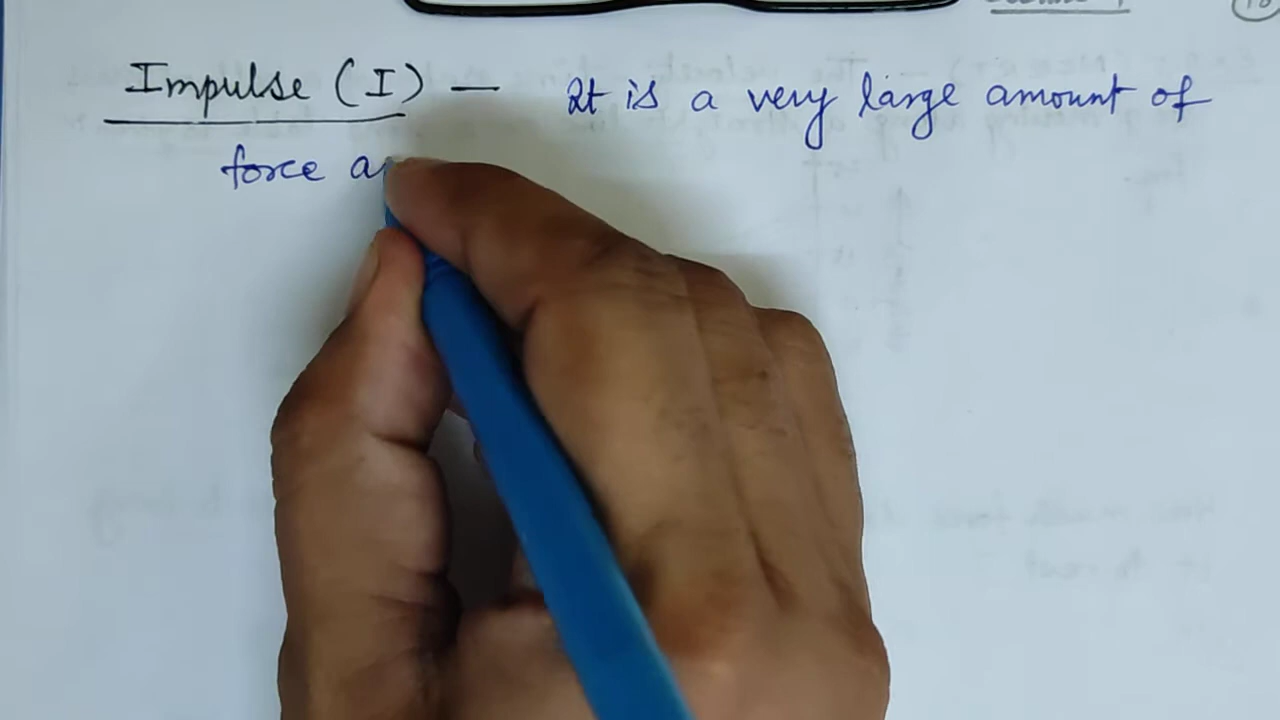 Impulse (I) — It is a very large amount of
force a